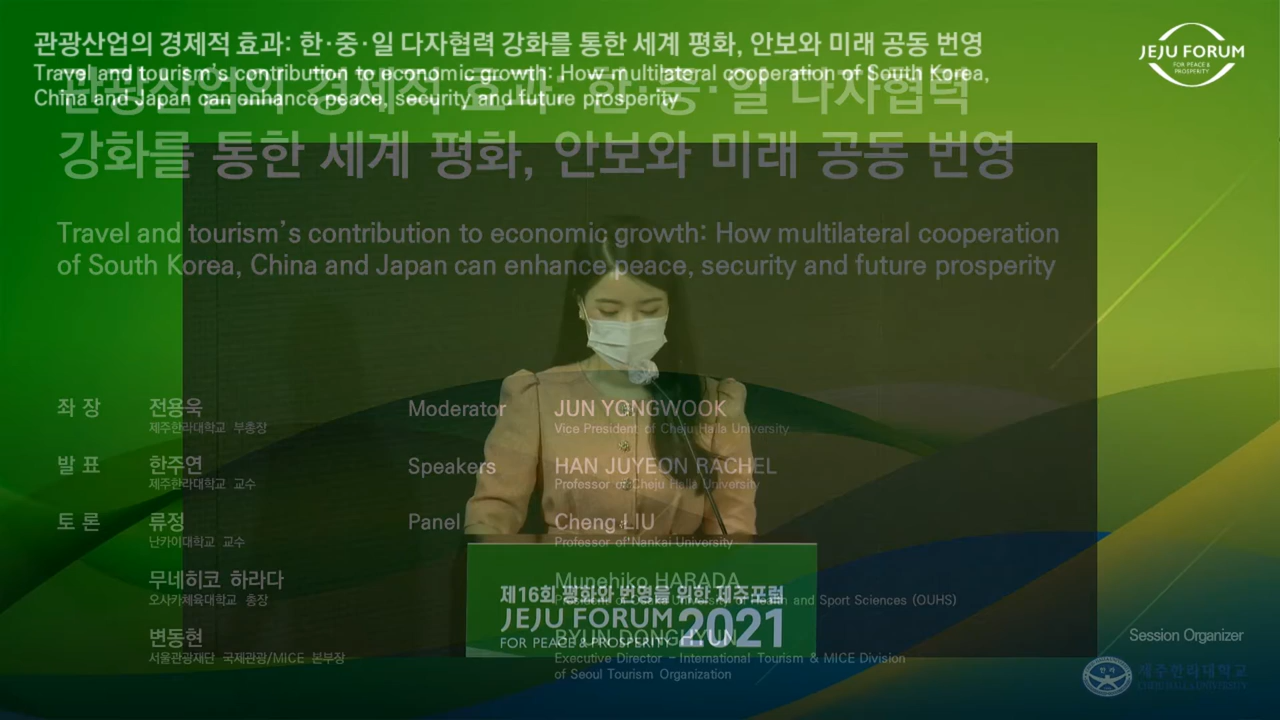 관광산업의 경제적 효과: 한·중·일 다자협력 강화를 통한 세계 평화, 안보와 미래 공동 번영
Travel and tourism's contribution to economic growth: How multilateral cooperation of South Korea,
China and Japan can enhance peace, security and future prosperity
JEJU FORUM
FOR PEACE &
PROSPERITY
관광산업의 경제적 효과: 한·중·일 다자협력
강화를 통한 세계 평화, 안보와 미래 공동 번영
Travel and tourism's contribution to economic growth: How multilateral cooperation
of South Korea, China and Japan can enhance peace, security and future prosperity
좌 장 전용욱 Moderator JUN YONGWOOK
제주한라대학교 부총장 Vice President of Cheju Halla University
발 표 한주연 Speakers HAN JUYEON RACHEL
제주한라대학교 교수 Professor of Cheju Halla University
토 론 류정 Panel Cheng LIU
난카이대학교 교수 Professor of Nankai University
무네히코 하라다 Munehiko HARADA
오사카체육대학교 총장 President of Osaka University of Health and Sport Sciences (OUHS)
변동현 BYUN DONGHYUN
서울관광재단 국제관광/MICE 본부장 Executive Director - International Tourism & MICE Division
of Seoul Tourism Organization
제16회 평화와 번영을 위한 제주포럼
JEJU FORUM 2021
FOR PEACE & PROSPERITY
Session Organizer
제주한라대학교
CHEJU HALLA UNIVERSITY